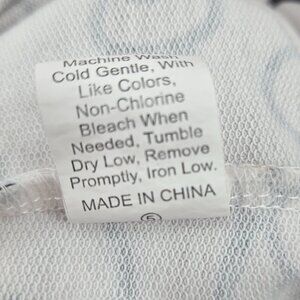 Machine Wash
Cold Gentle, With
Like Colors,
Non-Chlorine
Bleach When
Needed, Tumble
Dry Low, Remove
Promptly, Iron Low.
MADE IN CHINA
S